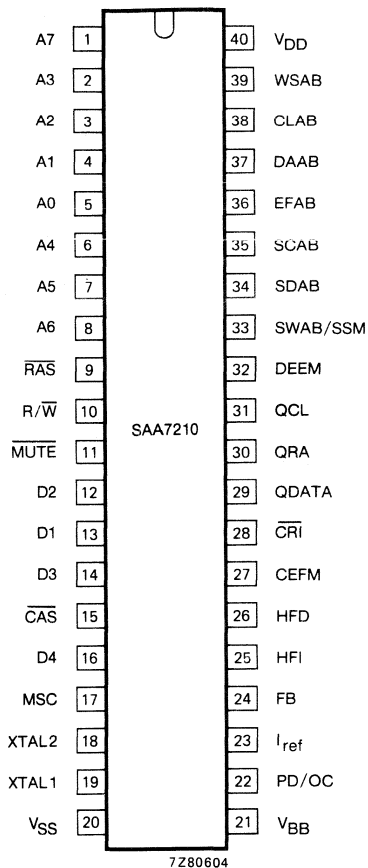 A7 1 40 VDD
A3 2 39 WSAB
A2 3 38 CLAB
A1 4 37 DAAB
A0 5 36 EFAB
A4 6 35 SCAB
A5 7 34 SDAB
A6 8 33 SWAB/SSM
R̅A̅S̅ 9 32 DEEM
R/W̅ 10 31 QCL
SAA7210
M̅U̅T̅E̅ 11 30 QRA
D2 12 29 QDATA
D1 13 28 C̅R̅I̅
D3 14 27 CEFM
C̅A̅S̅ 15 26 HFD
D4 16 25 HFI
MSC 17 24 FB
XTAL2 18 23 Iref
XTAL1 19 22 PD/OC
VSS 20 21 VBB
7Z80604